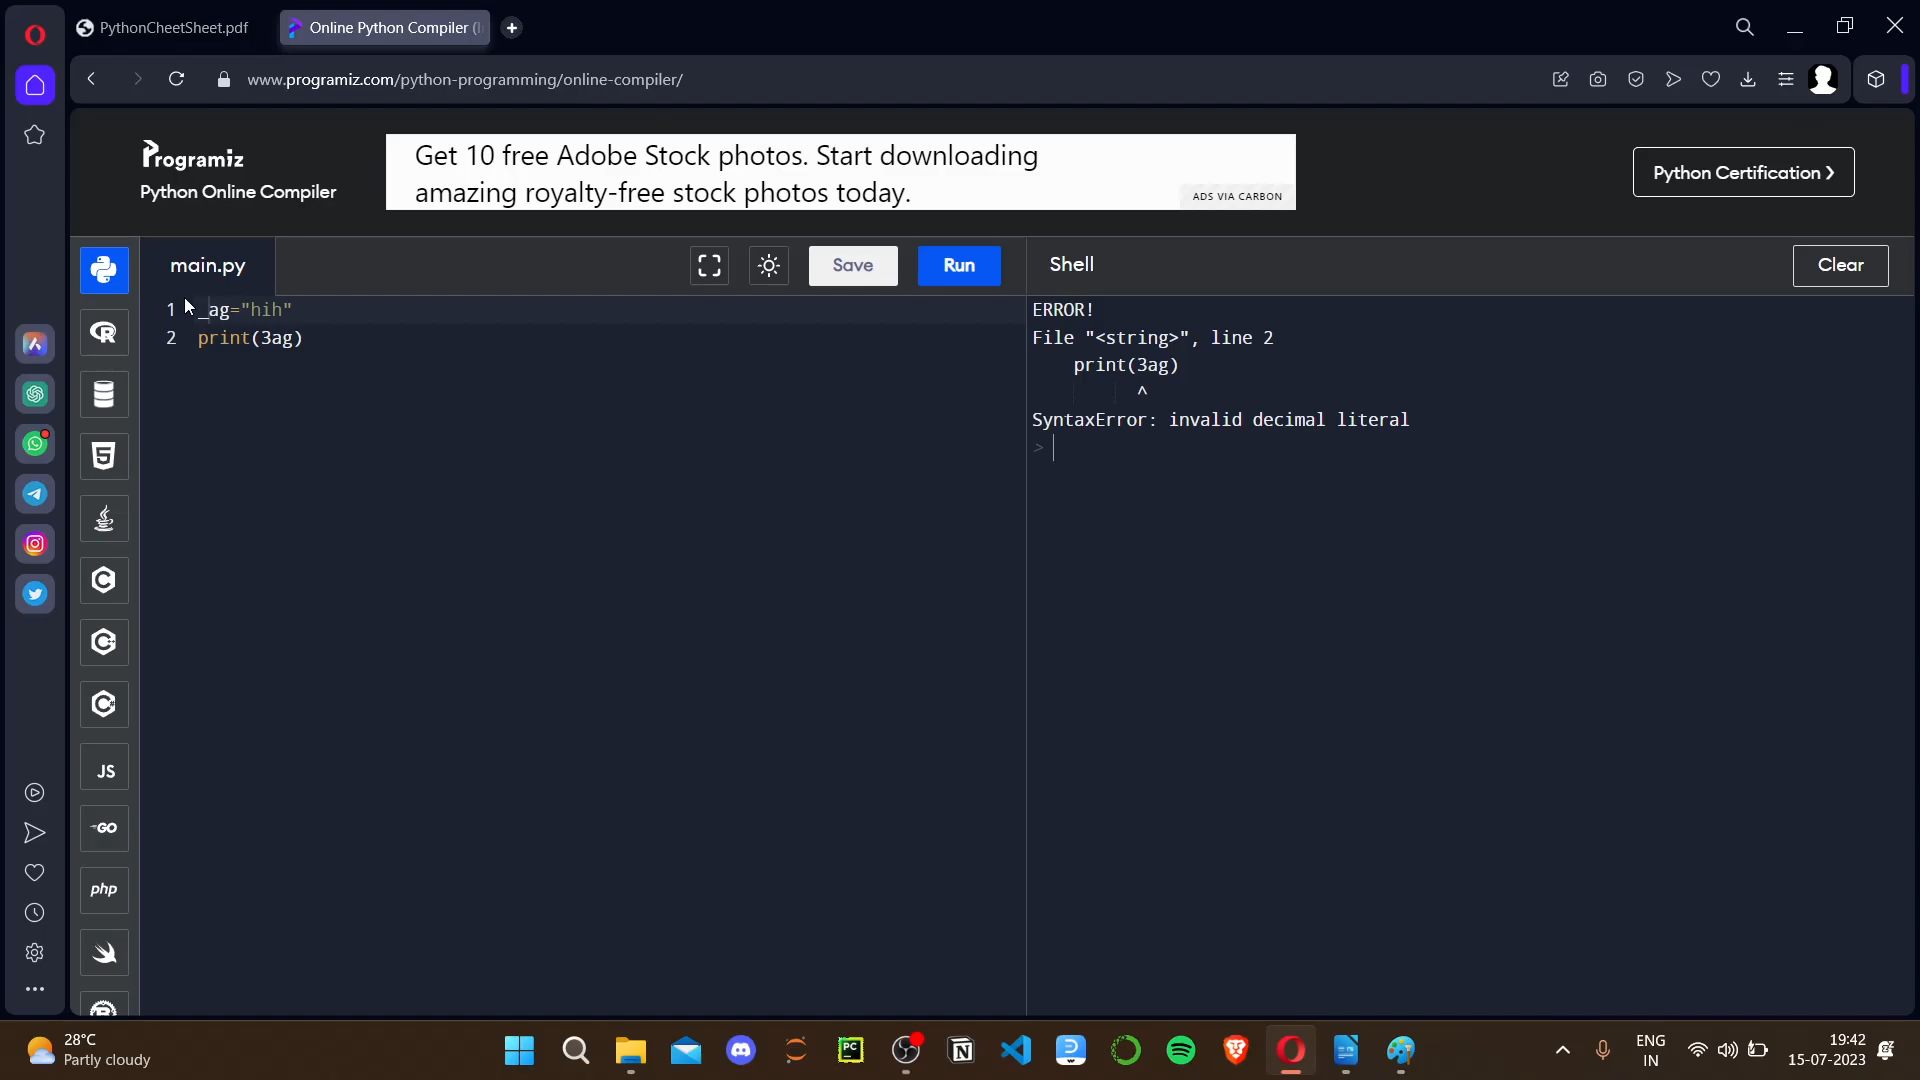 PythonCheetSheet.pdf
Online Python Compiler (
www.programiz.com/python-programming/online-compiler/
Programiz
Python Online Compiler
Get 10 free Adobe Stock photos. Start downloading
amazing royalty-free stock photos today.
ADS VIA CARBON
Python Certification ❯
main.py
Save
Run
Shell
Clear
1 _ag="hih"
2 print(3ag)
ERROR!
File "<string>", line 2
print(3ag)
^
SyntaxError: invalid decimal literal
>
JS
GO
php
28°C
Partly cloudy
PC
ENG
IN
19:42
15-07-2023